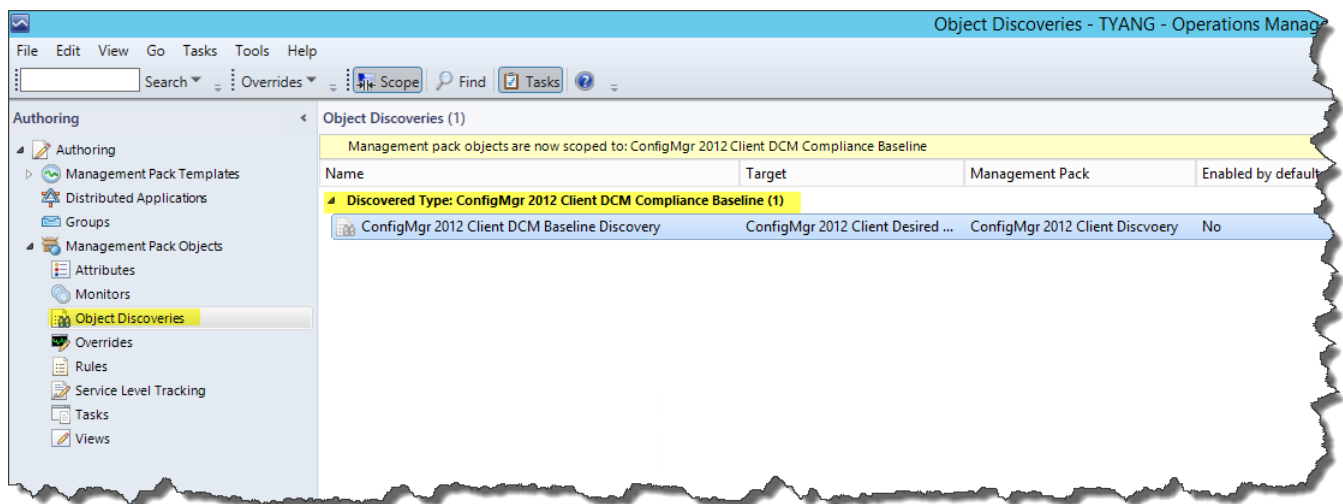 Object Discoveries - TYANG - Operations Manage
File Edit View Go Tasks Tools Help
Search Overrides Scope Find Tasks
Authoring
Object Discoveries (1)
Authoring
Management pack objects are now scoped to: ConfigMgr 2012 Client DCM Compliance Baseline
Management Pack Templates
Name Target Management Pack Enabled by default
Distributed Applications
Discovered Type: ConfigMgr 2012 Client DCM Compliance Baseline (1)
Groups
ConfigMgr 2012 Client DCM Baseline Discovery ConfigMgr 2012 Client Desired ... ConfigMgr 2012 Client Discvoery No
Management Pack Objects
Attributes
Monitors
Object Discoveries
Overrides
Rules
Service Level Tracking
Tasks
Views